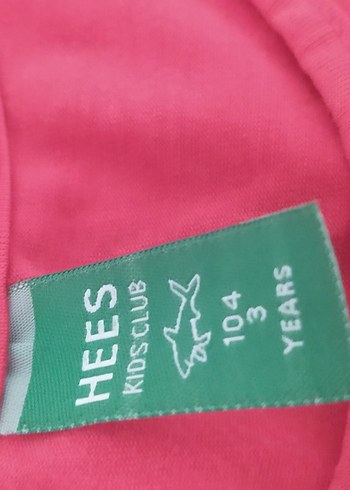 HEES
KIDS CLUB
104
3
YEARS